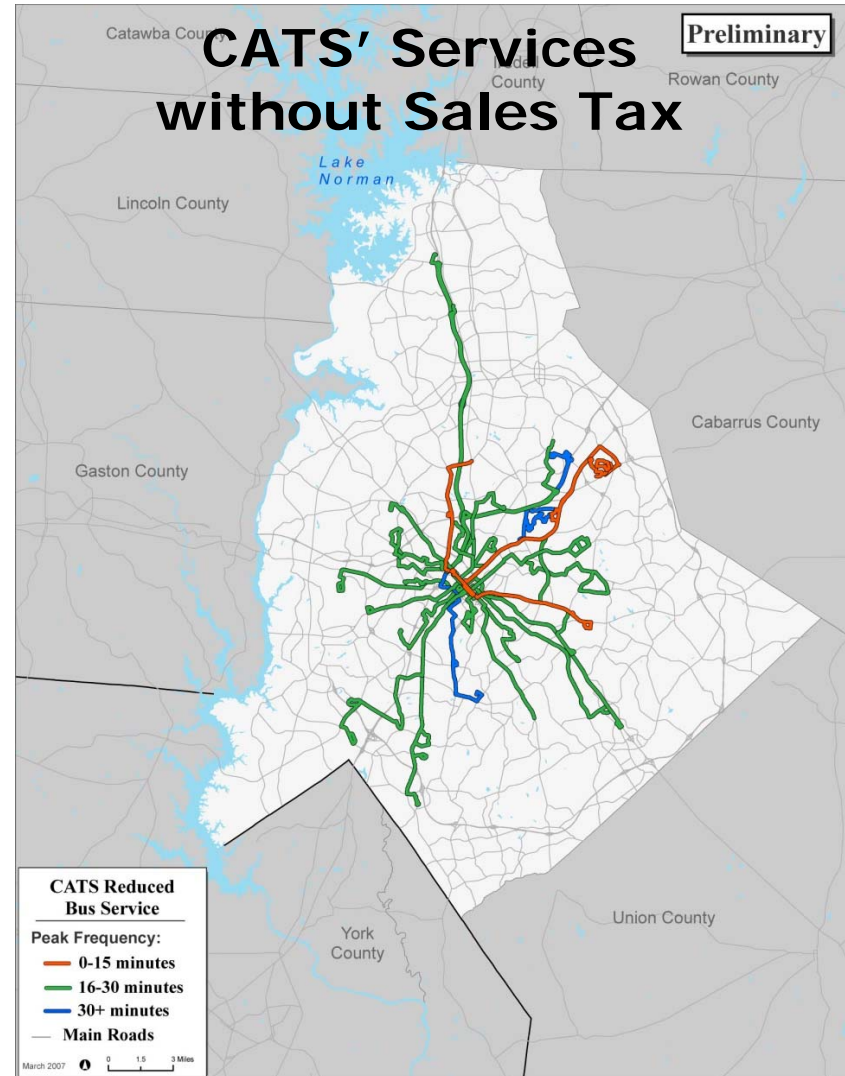 CATS’ Services
without Sales Tax
Preliminary
Catawba County
Iredell
County
Rowan County
Lake
Norman
Lincoln County
Cabarrus County
Gaston County
Union County
York
County
CATS Reduced
Bus Service
Peak Frequency:
0-15 minutes
16-30 minutes
30+ minutes
Main Roads
March 2007
0 1.5 3 Miles